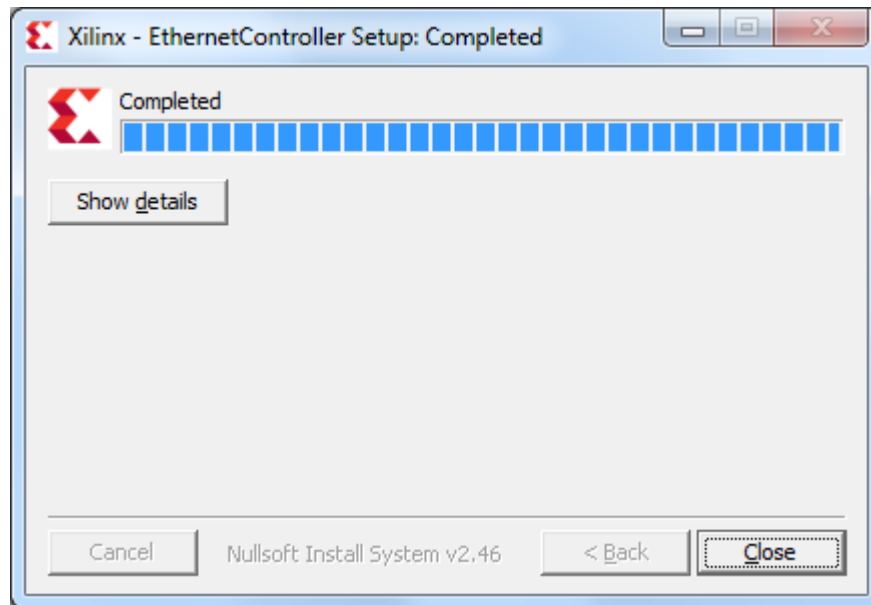 Xilinx - EthernetController Setup: Completed
Completed
Show details
Cancel Nullsoft Install System v2.46 < Back Close